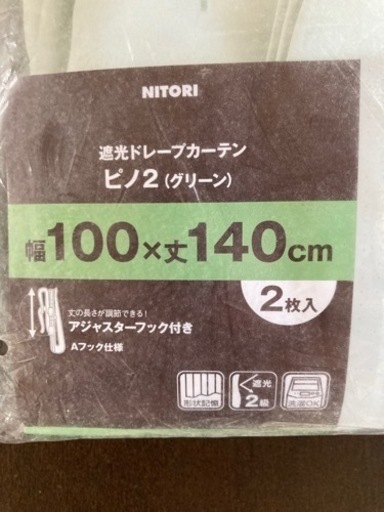 NITORI
遮光ドレープカーテン
ピノ2(グリーン)
幅100×丈140cm
2枚入
丈の長さが調節できる!
アジャスターフック付き
Aフック仕様
形状記憶
遮光
2級
洗濯OK